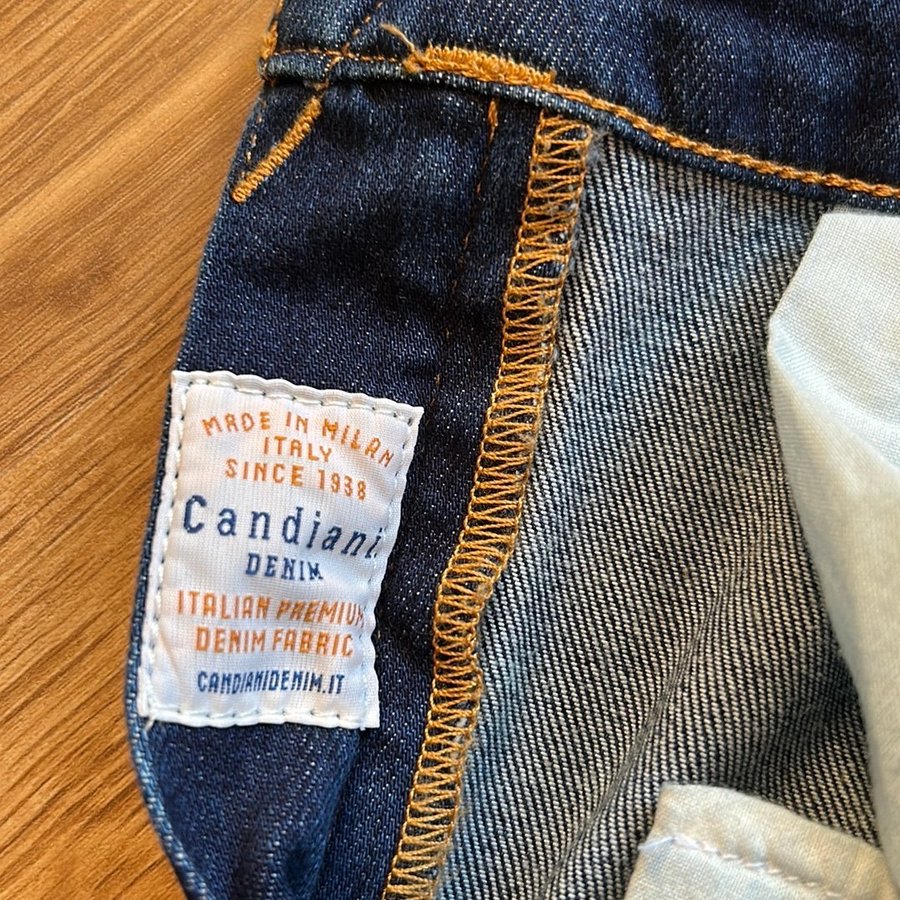 MADE IN MILAN
ITALY
SINCE 1938
Candiani
DENIM
ITALIAN PREMIUM
DENIM FABRIC
CANDIANIDENIM.IT